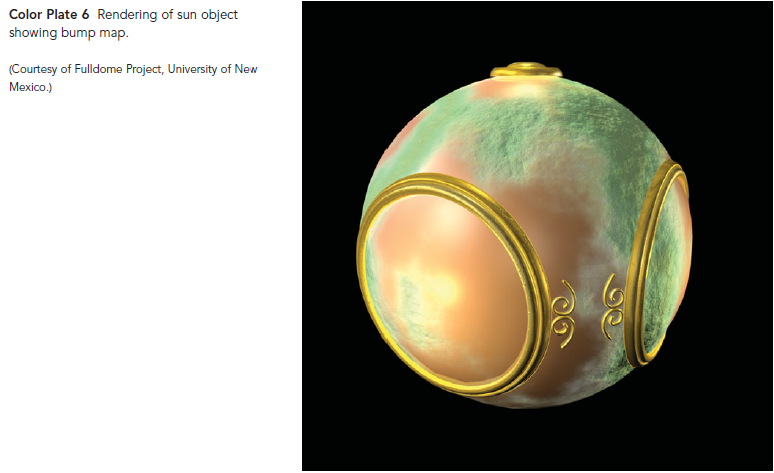 Color Plate 6 Rendering of sun object
showing bump map.
(Courtesy of Fulldome Project, University of New
Mexico.)